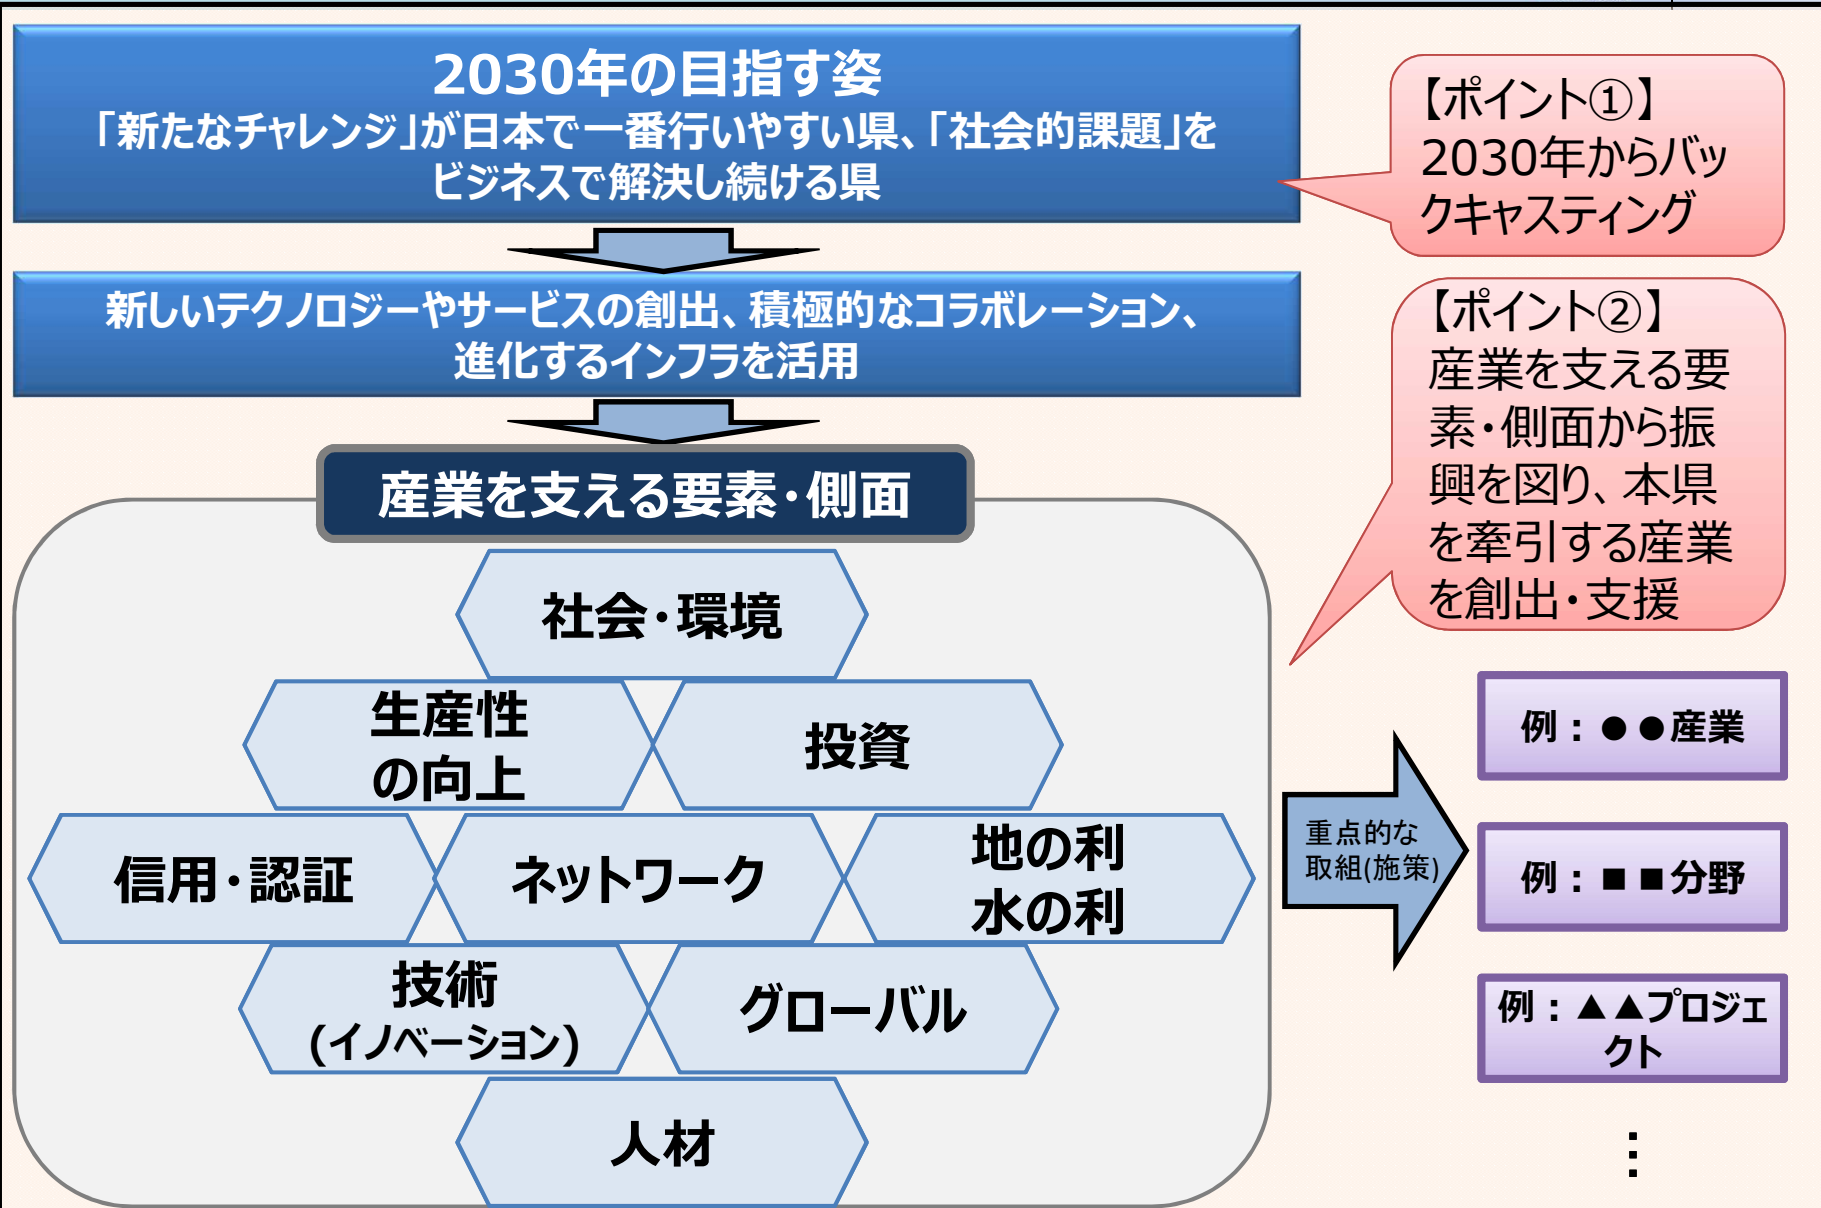 2030年の目指す姿
「新たなチャレンジ」が日本で一番行いやすい県、「社会的課題」を
ビジネスで解決し続ける県
【ポイント①】
2030年からバッ
クキャスティング
新しいテクノロジーやサービスの創出、積極的なコラボレーション、
進化するインフラを活用
【ポイント②】
産業を支える要
素・側面から振
興を図り、本県
を牽引する産業
を創出・支援
産業を支える要素・側面
社会・環境
生産性
の向上
投資
信用・認証
ネットワーク
地の利
水の利
技術
(イノベーション)
グローバル
人材
重点的な
取組(施策)
例：●●産業
例：■■分野
例：▲▲プロジェ
クト
⋮